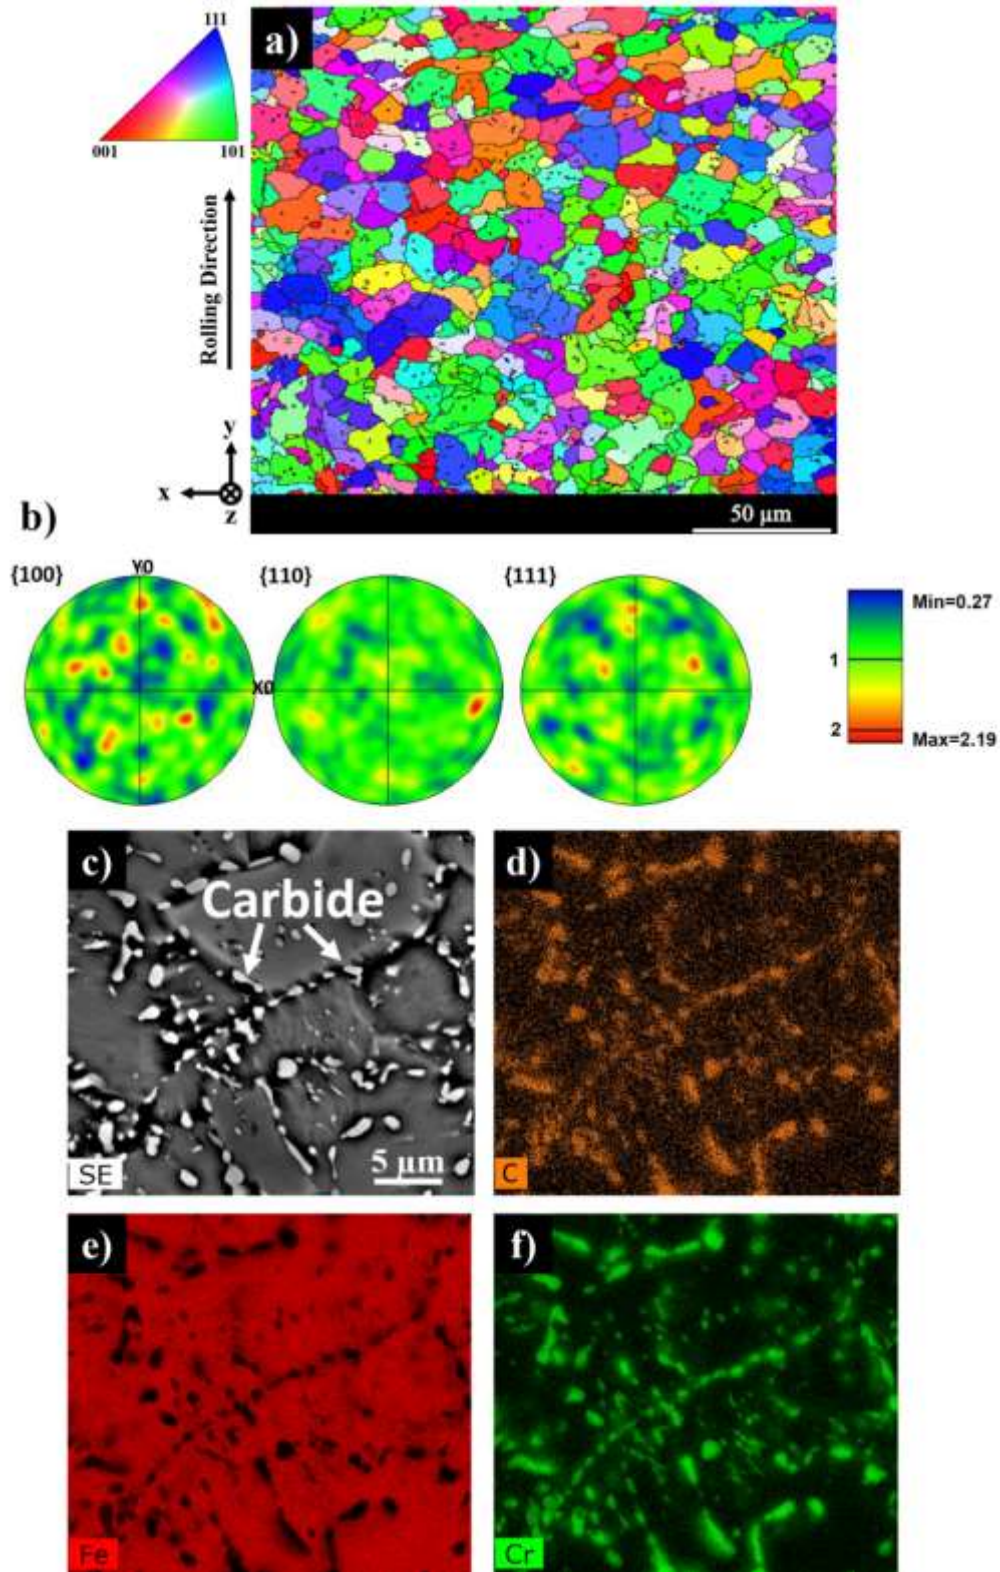 111
a)
001
101
Rolling Direction
y
x
z
50 µm
b)
{100}
Y0
{110}
{111}
X0
Min=0.27
1
2
Max=2.19
c)
Carbide
SE
5 µm
d)
C
e)
Fe
f)
Cr